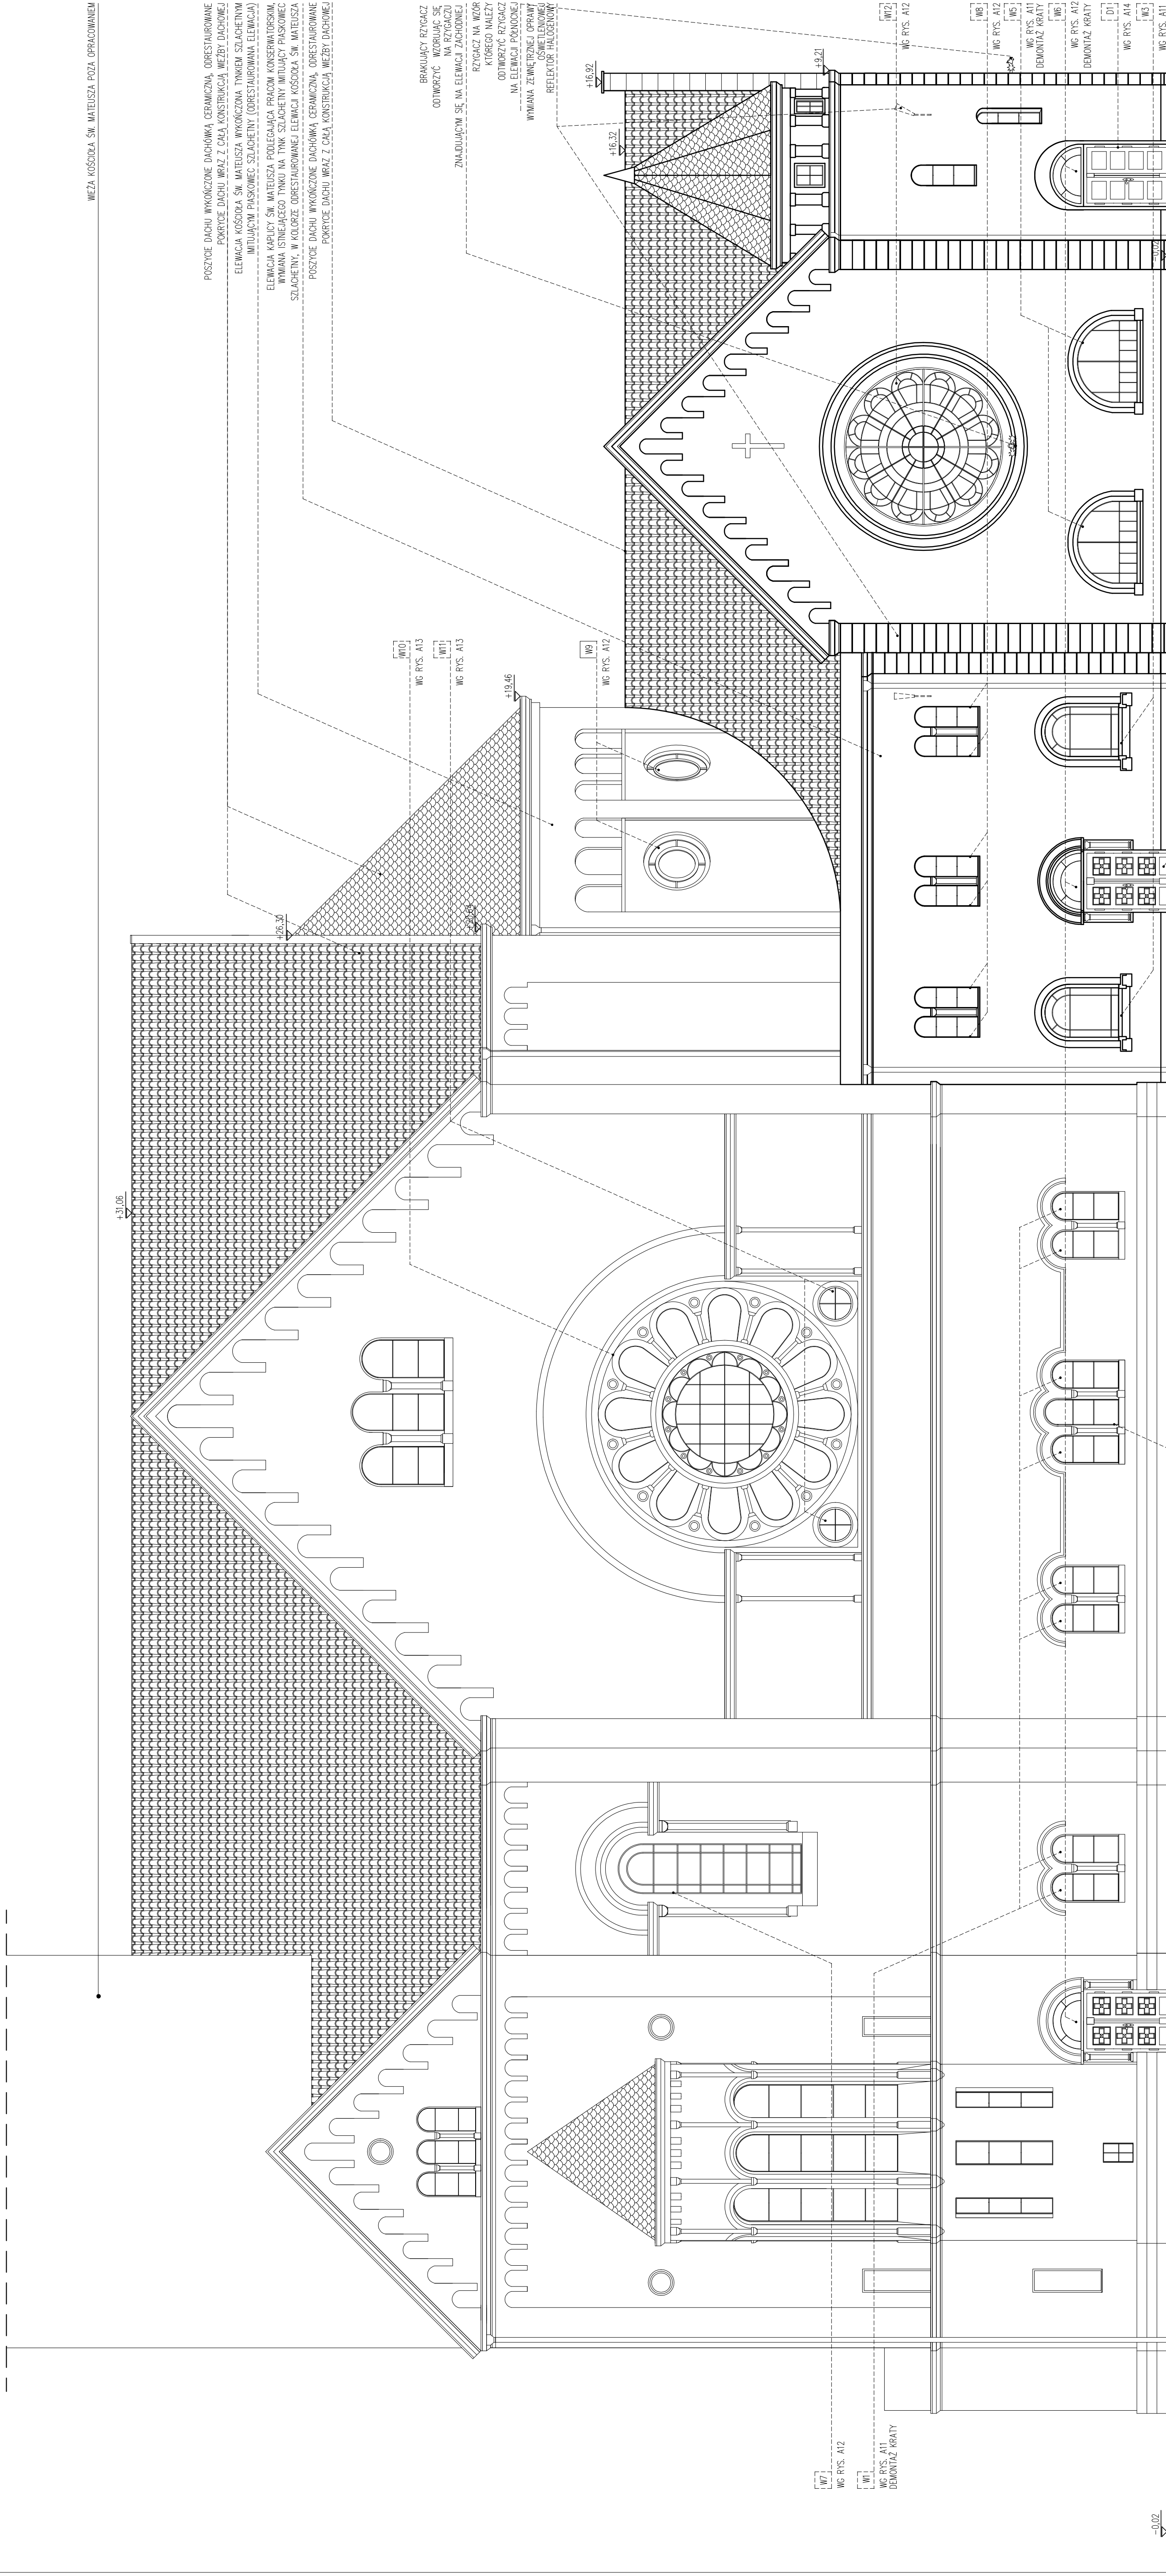 WIEŻA KOŚCIOŁA ŚW. MATEUSZA POZA OPRACOWANIEM
POSZYCIE DACHU WYKOŃCZONE DACHÓWKĄ CERAMICZNĄ, ODRESTAUROWANE
POKRYCIE DACHU WRAZ Z CAŁĄ KONSTRUKCJĄ WIĘŹBY DACHOWEJ
ELEWACJA KOŚCIOŁA ŚW. MATEUSZA WYKOŃCZONA TYNKIEM SZLACHETNYM
IMITUJĄCYM PIASKOWIEC SZLACHETNY (ODRESTAUROWANA ELEWACJA)
ELEWACJA KAPLICY ŚW. MATEUSZA PODLEGAJĄCA PRACOM KONSERWATORSKIM,
WYMIANA ISTNIEJĄCEGO TYNKU NA TYNK SZLACHETNY IMITUJĄCY PIASKOWIEC
SZLACHETNY, W KOLORZE ODRESTAUROWANEJ ELEWACJI KOŚCIOŁA ŚW. MATEUSZA
POSZYCIE DACHU WYKOŃCZONE DACHÓWKĄ CERAMICZNĄ, ODRESTAUROWANE
POKRYCIE DACHU WRAZ Z CAŁĄ KONSTRUKCJĄ WIĘŹBY DACHOWEJ
BRAKUJĄCY RZYGACZ
ODTWORZYĆ WZORUJĄC SIĘ
NA RZYGACZU
ZNAJDUJĄCYM SIĘ NA ELEWACJI ZACHODNIEJ
RZYGACZ NA WZÓR
KTÓREGO NALEŻY
ODTWORZYĆ RZYGACZ
NA ELEWACJI PÓŁNOCNEJ
WYMIANA ZEWNĘTRZNEJ OPRAWY
OŚWIETLENIOWEJ
REFLEKTOR HALOGENOWY
+16,92
+16,32
+9,21
W12
WG RYS. A12
W8
WG RYS. A12
W5
WG RYS. A11
DEMONTAŻ KRATY
W6
WG RYS. A12
DEMONTAŻ KRATY
D1
WG RYS. A14
W3
WG RYS. A11
-0,02
W10
WG RYS. A13
W11
WG RYS. A13
+19,46
W9
WG RYS. A12
+26,30
+20,64
+31,06
W7
WG RYS. A12
W1
WG RYS. A11
DEMONTAŻ KRATY
-0,02